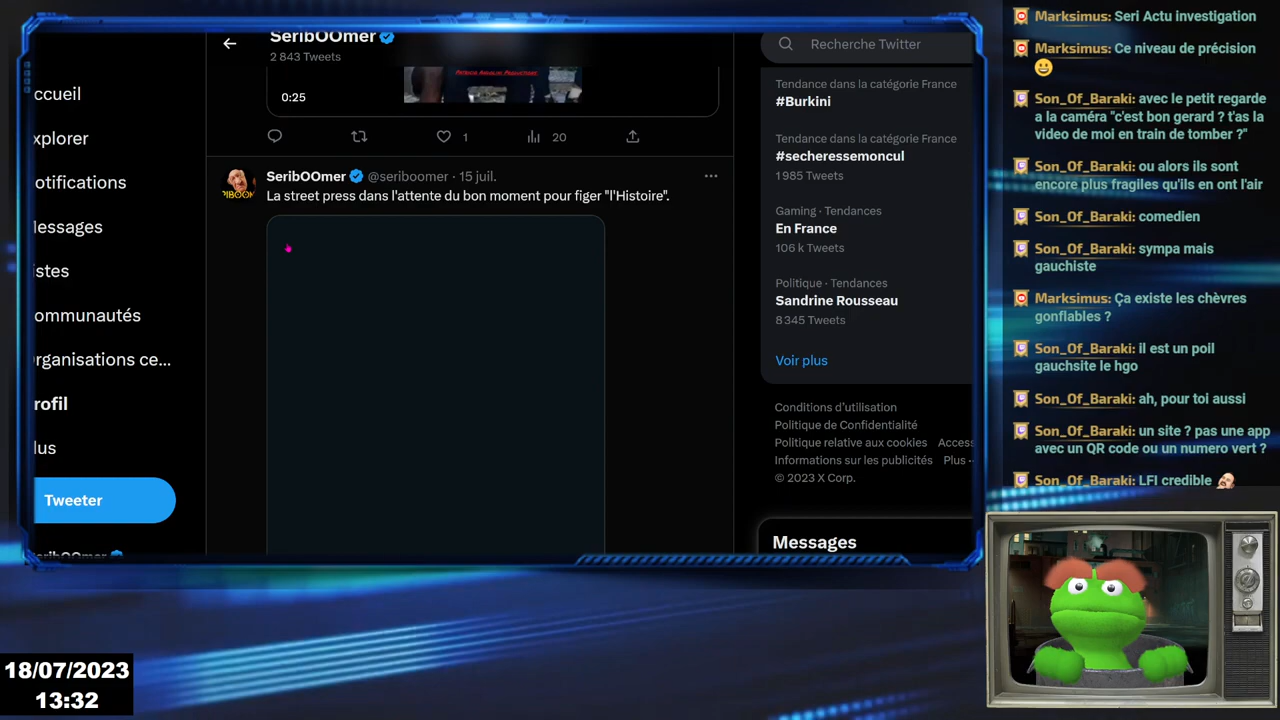 SeribOOmer
2 843 Tweets
0:25
1
20
SeribOOmer @seriboomer · 15 juil.
La street press dans l'attente du bon moment pour figer "l'Histoire".
ccueil
xplorer
otifications
lessages
istes
ommunautés
rganisations ce...
rofil
lus
Tweeter
Recherche Twitter
Tendance dans la catégorie France
#Burkini
Tendance dans la catégorie France
#secheressemoncul
1 985 Tweets
Gaming · Tendances
En France
106 k Tweets
Politique · Tendances
Sandrine Rousseau
8 345 Tweets
Voir plus
Conditions d’utilisation
Politique de Confidentialité
Politique relative aux cookies Access
Informations sur les publicités Plus ··
© 2023 X Corp.
Messages
Marksimus: Seri Actu investigation
Marksimus: Ce niveau de précision
Son_Of_Baraki: avec le petit regarde
a la caméra "c'est bon gerard ? t'as la
video de moi en train de tomber ?"
Son_Of_Baraki: ou alors ils sont
encore plus fragiles qu'ils en ont l'air
Son_Of_Baraki: comedien
Son_Of_Baraki: sympa mais
gauchiste
Marksimus: Ça existe les chèvres
gonflables ?
Son_Of_Baraki: il est un poil
gauchsite le hgo
Son_Of_Baraki: ah, pour toi aussi
Son_Of_Baraki: un site ? pas une app
avec un QR code ou un numero vert ?
Son_Of_Baraki: LFI credible
18/07/2023
13:32